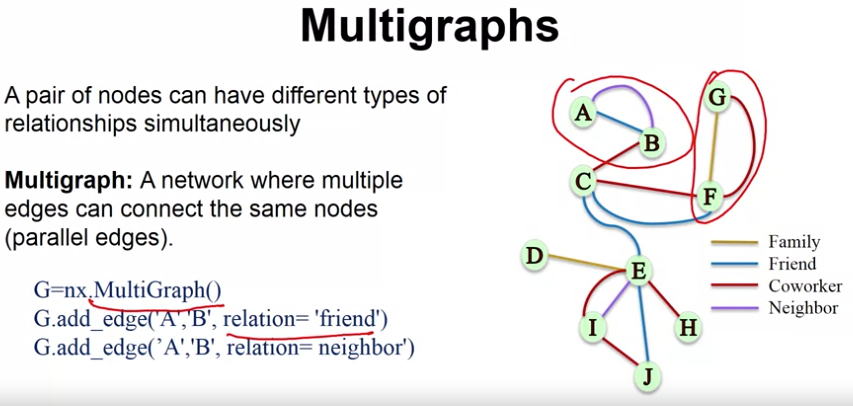 Multigraphs
A pair of nodes can have different types of
relationships simultaneously
Multigraph: A network where multiple
edges can connect the same nodes
(parallel edges).
G=nx.MultiGraph()
G.add_edge('A','B', relation= 'friend')
G.add_edge('A','B', relation= neighbor')
A
B
G
C
F
D
E
I
H
J
Family
Friend
Coworker
Neighbor